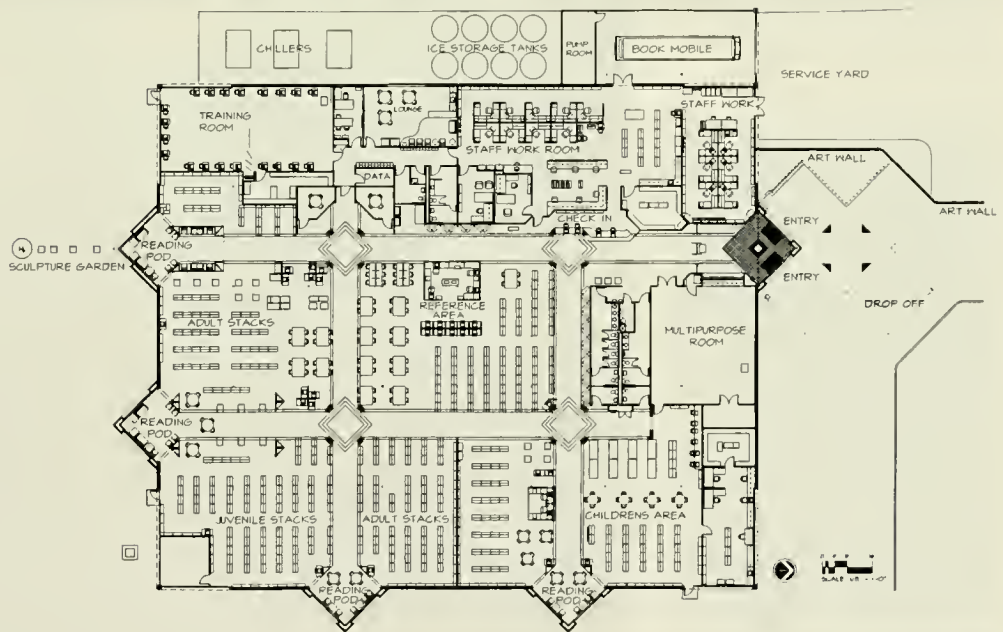 CHILLERS
ICE STORAGE TANKS
PUMP
ROOM
BOOK MOBILE
SERVICE YARD
TRAINING
ROOM
LOUNGE
STAFF WORK ROOM
STAFF WORK
DATA
CHECK IN
ART WALL
ART WALL
ENTRY
ENTRY
READING
POD
SCULPTURE GARDEN
DROP OFF
ADULT STACKS
REFERENCE
AREA
MULTIPURPOSE
ROOM
READING
POD
JUVENILE STACKS
ADULT STACKS
CHILDRENS AREA
READING
POD
READING
POD
SCALE